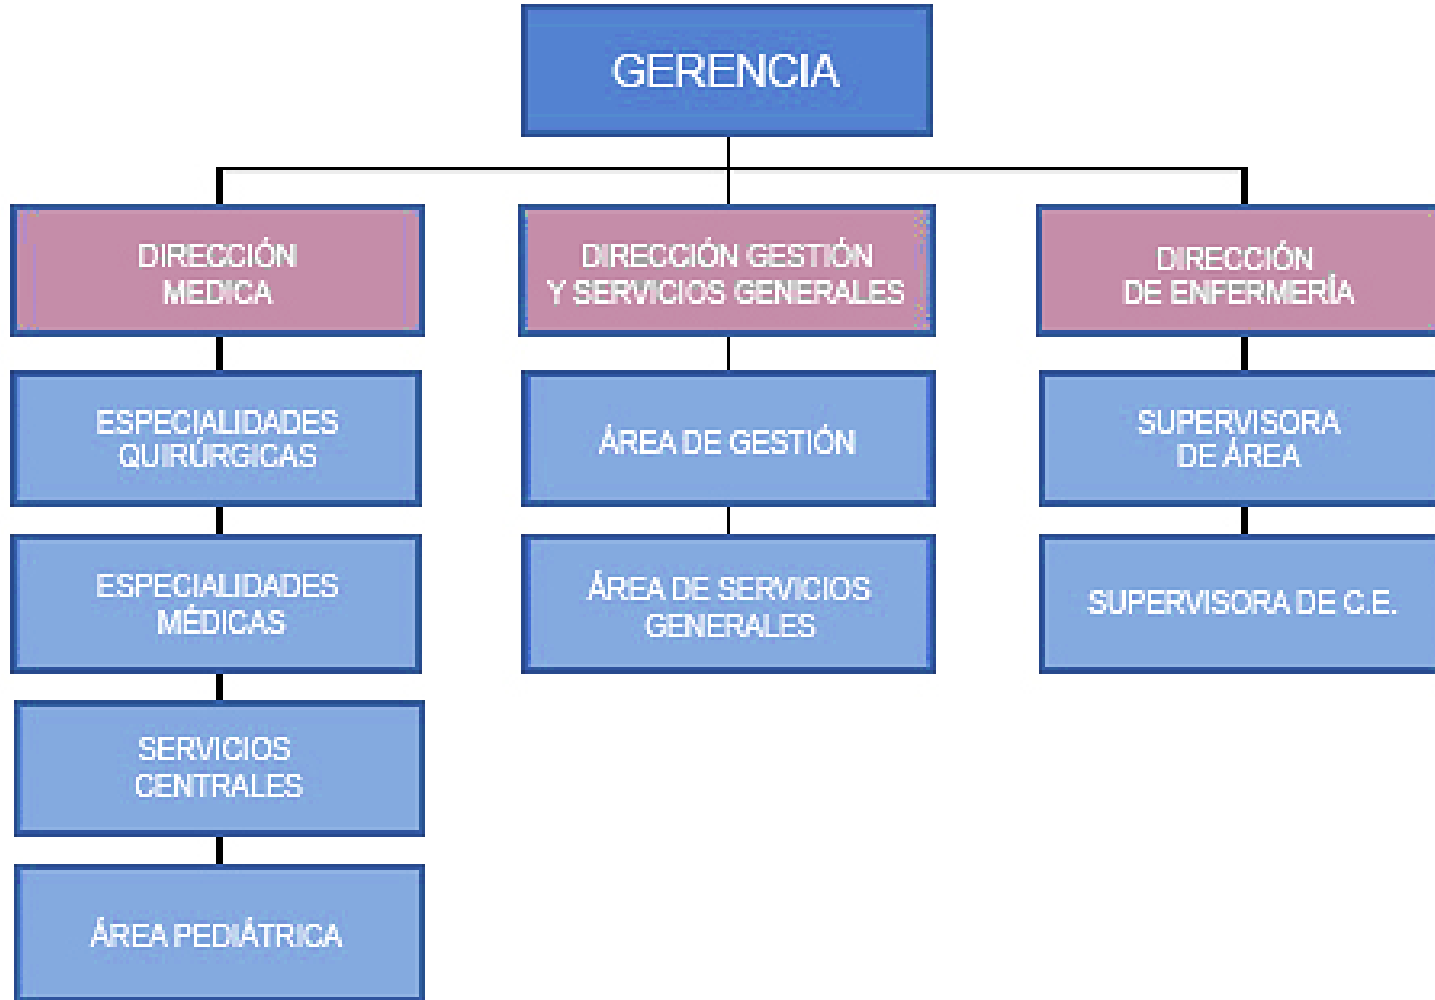 GERENCIA
DIRECCIÓN
MEDICA
DIRECCIÓN GESTIÓN
Y SERVICIOS GENERALES
DIRECCIÓN
DE ENFERMERÍA
ESPECIALIDADES
QUIRÚRGICAS
ÁREA DE GESTIÓN
SUPERVISORA
DE ÁREA
ESPECIALIDADES
MÉDICAS
ÁREA DE SERVICIOS
GENERALES
SUPERVISORA DE C.E.
SERVICIOS
CENTRALES
ÁREA PEDIÁTRICA